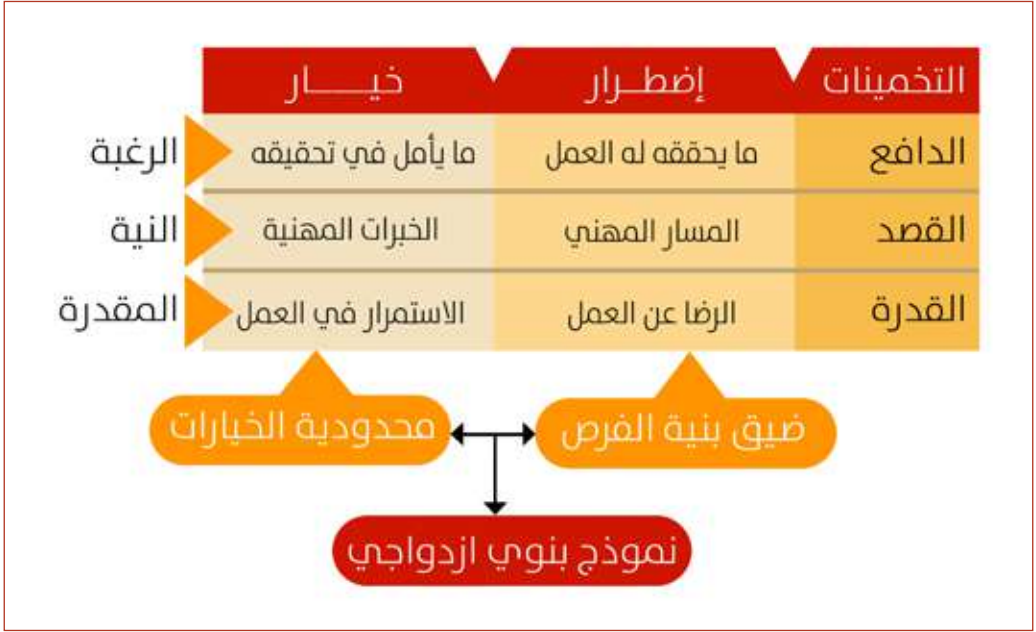 التخمينات إضطرار خيـــار
الدافع ما يحققه له العمل ما يأمل في تحقيقه الرغبة
القصد المسار المهني الخبرات المهنية النية
القدرة الرضا عن العمل الاستمرار في العمل المقدرة
ضيق بنية الفرص محدودية الخيارات
نموذج بنوي ازدواجي